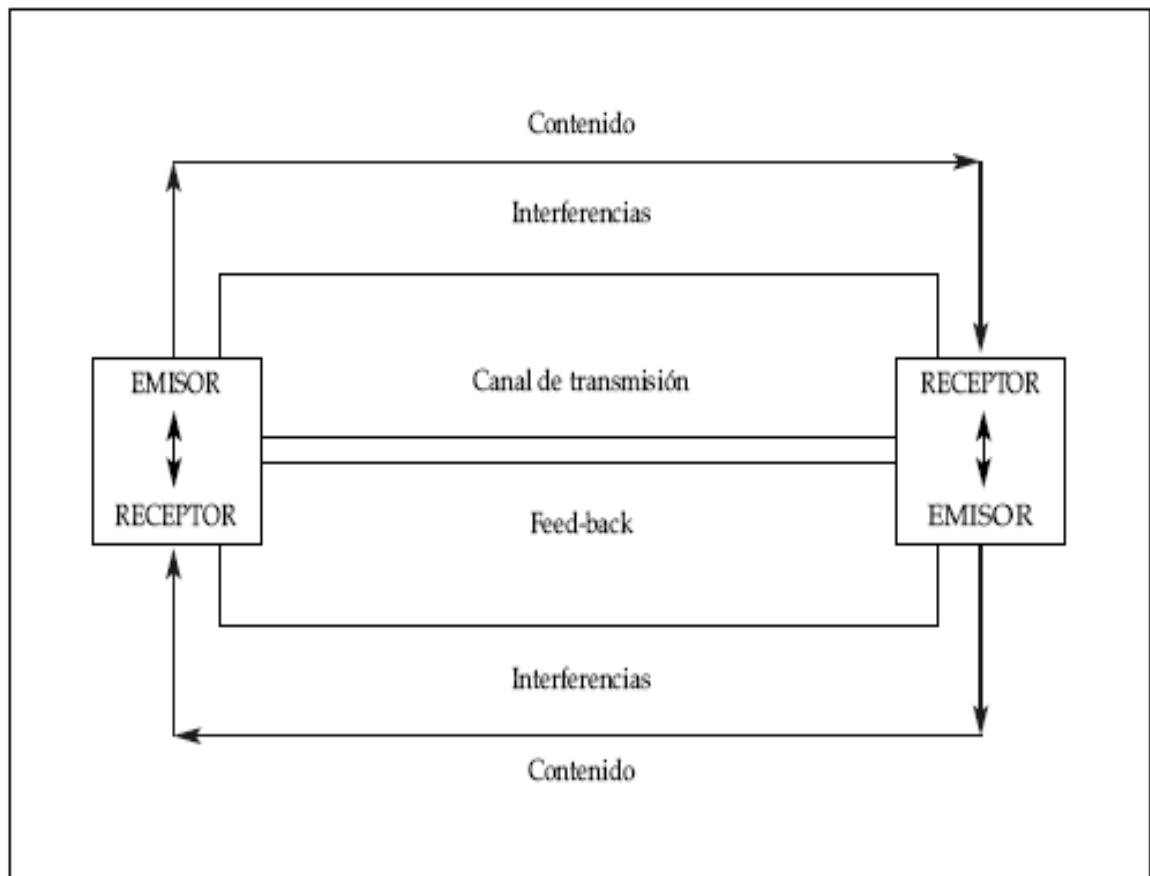 Contenido
Interferencias
EMISOR
Canal de transmisión
RECEPTOR
RECEPTOR
Feed-back
EMISOR
Interferencias
Contenido